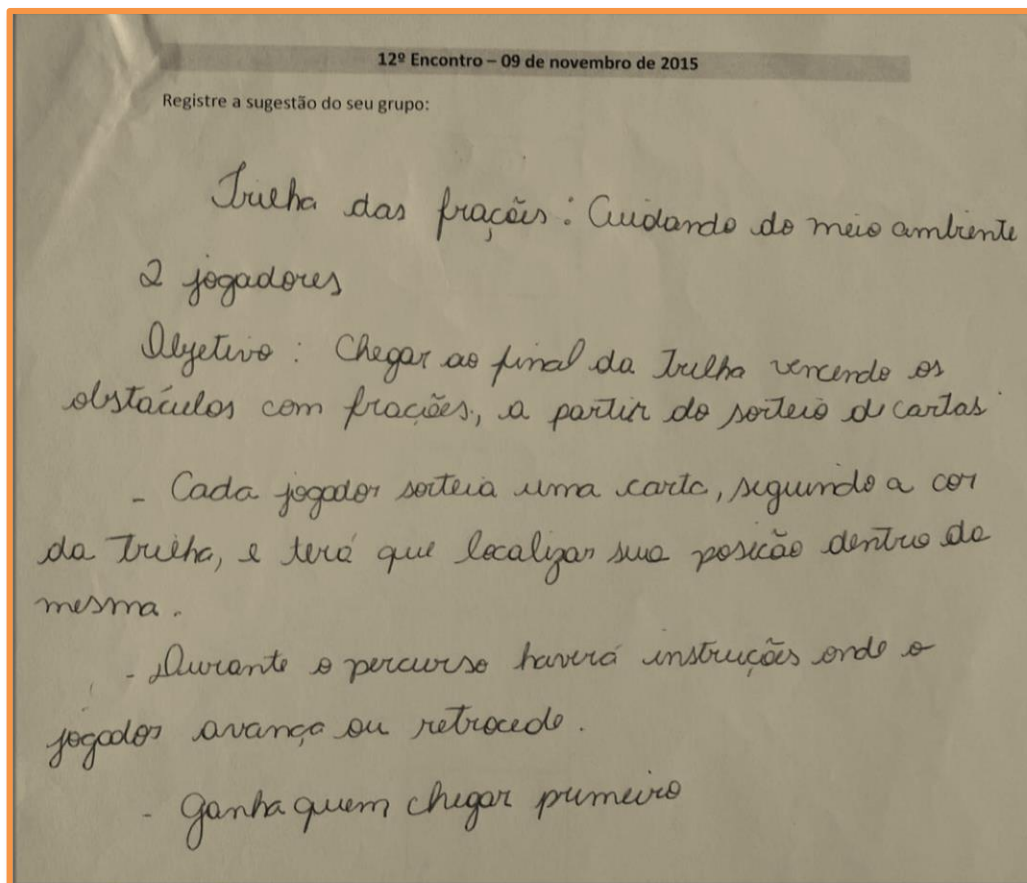 12º Encontro – 09 de novembro de 2015
Registre a sugestão do seu grupo:
Trilha das frações: Cuidando do meio ambiente
2 jogadores
Objetivo: Chegar ao final da trilha vencendo os
obstáculos com frações, a partir do sorteio de cartas
- Cada jogador sorteia uma carta, seguindo a cor
da trilha, e terá que localizar sua posição dentro da
mesma.
- Durante o percurso haverá instruções onde o
jogador avança ou retrocede.
- Ganha quem chegar primeiro